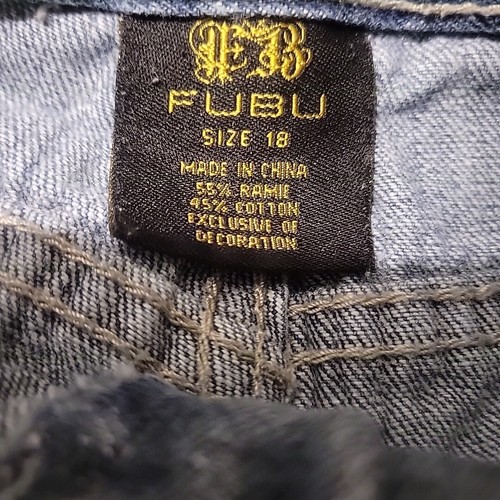 FB
FUBU
SIZE 18
MADE IN CHINA
55% RAMIE
45% COTTON
EXCLUSIVE OF
DECORATION